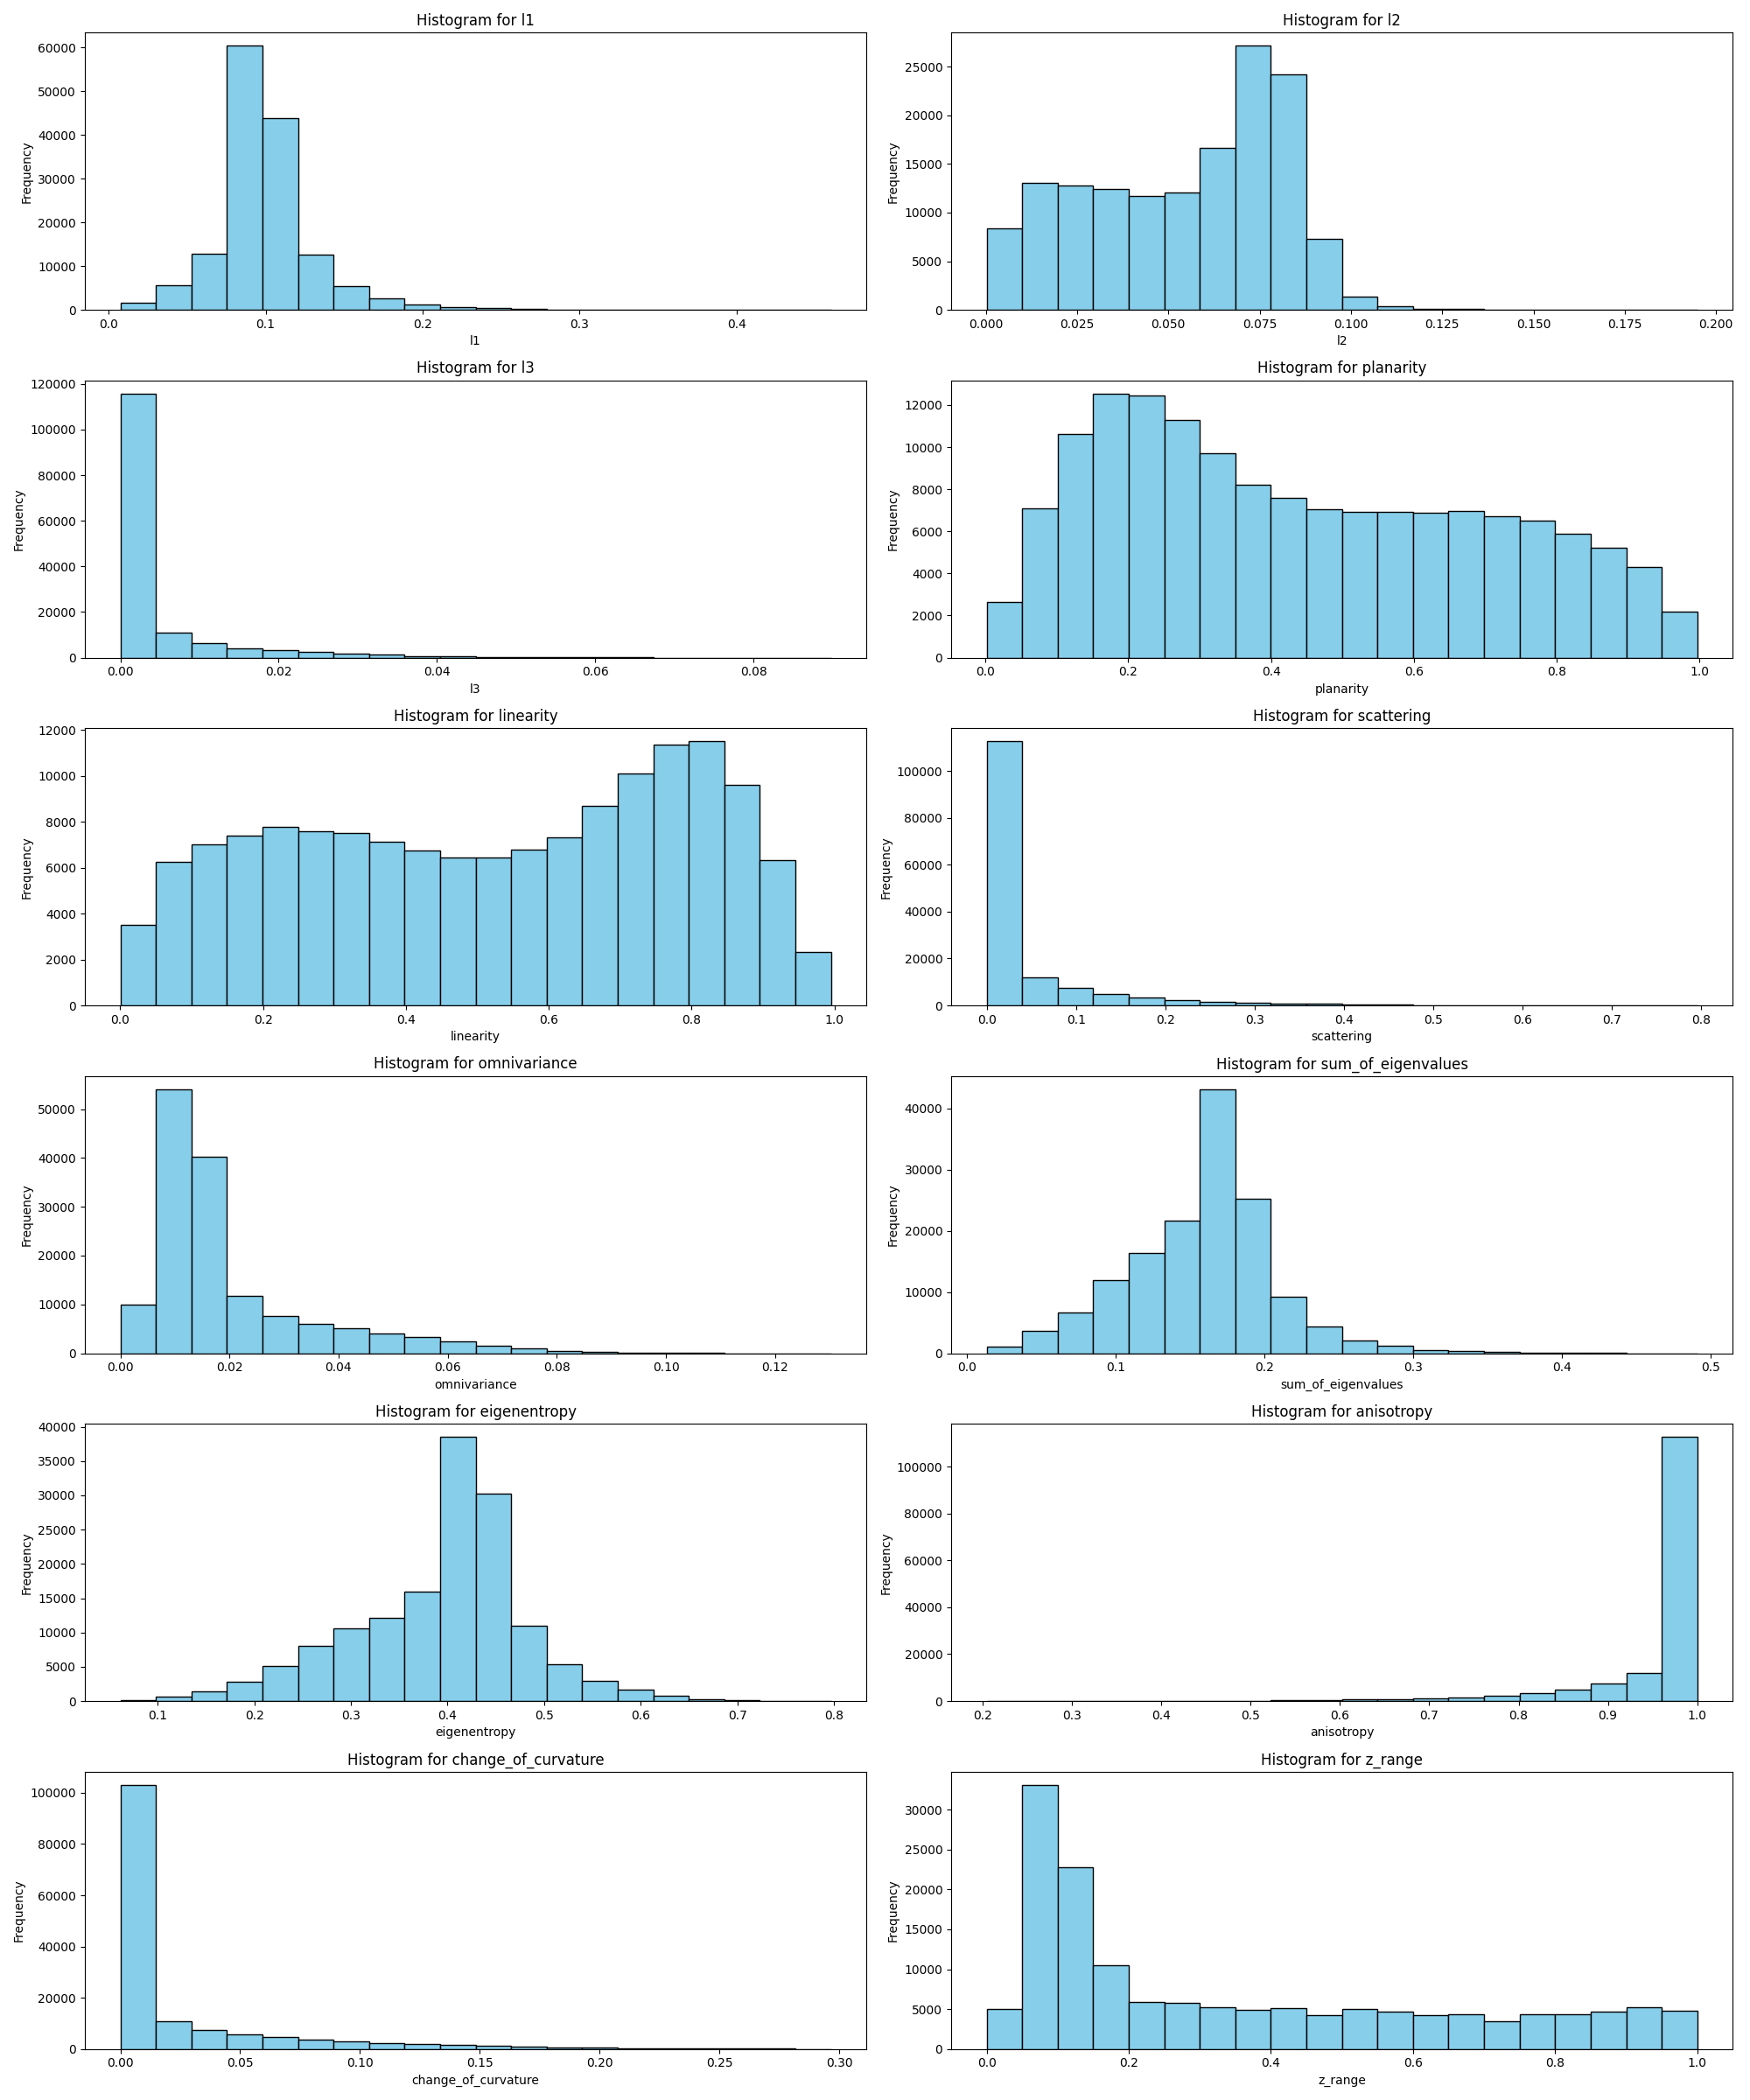 Histogram for l1
60000
50000
40000
30000
20000
10000
0
Frequency
0.0 0.1 0.2 0.3 0.4
l1
Histogram for l2
25000
20000
15000
10000
5000
0
Frequency
0.000 0.025 0.050 0.075 0.100 0.125 0.150 0.175 0.200
l2
Histogram for l3
120000
100000
80000
60000
40000
20000
0
Frequency
0.00 0.02 0.04 0.06 0.08
l3
Histogram for planarity
12000
10000
8000
6000
4000
2000
0
Frequency
0.0 0.2 0.4 0.6 0.8 1.0
planarity
Histogram for linearity
12000
10000
8000
6000
4000
2000
0
Frequency
0.0 0.2 0.4 0.6 0.8 1.0
linearity
Histogram for scattering
100000
80000
60000
40000
20000
0
Frequency
0.0 0.1 0.2 0.3 0.4 0.5 0.6 0.7 0.8
scattering
Histogram for omnivariance
50000
40000
30000
20000
10000
0
Frequency
0.00 0.02 0.04 0.06 0.08 0.10 0.12
omnivariance
Histogram for sum_of_eigenvalues
40000
30000
20000
10000
0
Frequency
0.0 0.1 0.2 0.3 0.4 0.5
sum_of_eigenvalues
Histogram for eigenentropy
40000
35000
30000
25000
20000
15000
10000
5000
0
Frequency
0.1 0.2 0.3 0.4 0.5 0.6 0.7 0.8
eigenentropy
Histogram for anisotropy
100000
80000
60000
40000
20000
0
Frequency
0.2 0.3 0.4 0.5 0.6 0.7 0.8 0.9 1.0
anisotropy
Histogram for change_of_curvature
100000
80000
60000
40000
20000
0
Frequency
0.00 0.05 0.10 0.15 0.20 0.25 0.30
change_of_curvature
Histogram for z_range
30000
25000
20000
15000
10000
5000
0
Frequency
0.0 0.2 0.4 0.6 0.8 1.0
z_range